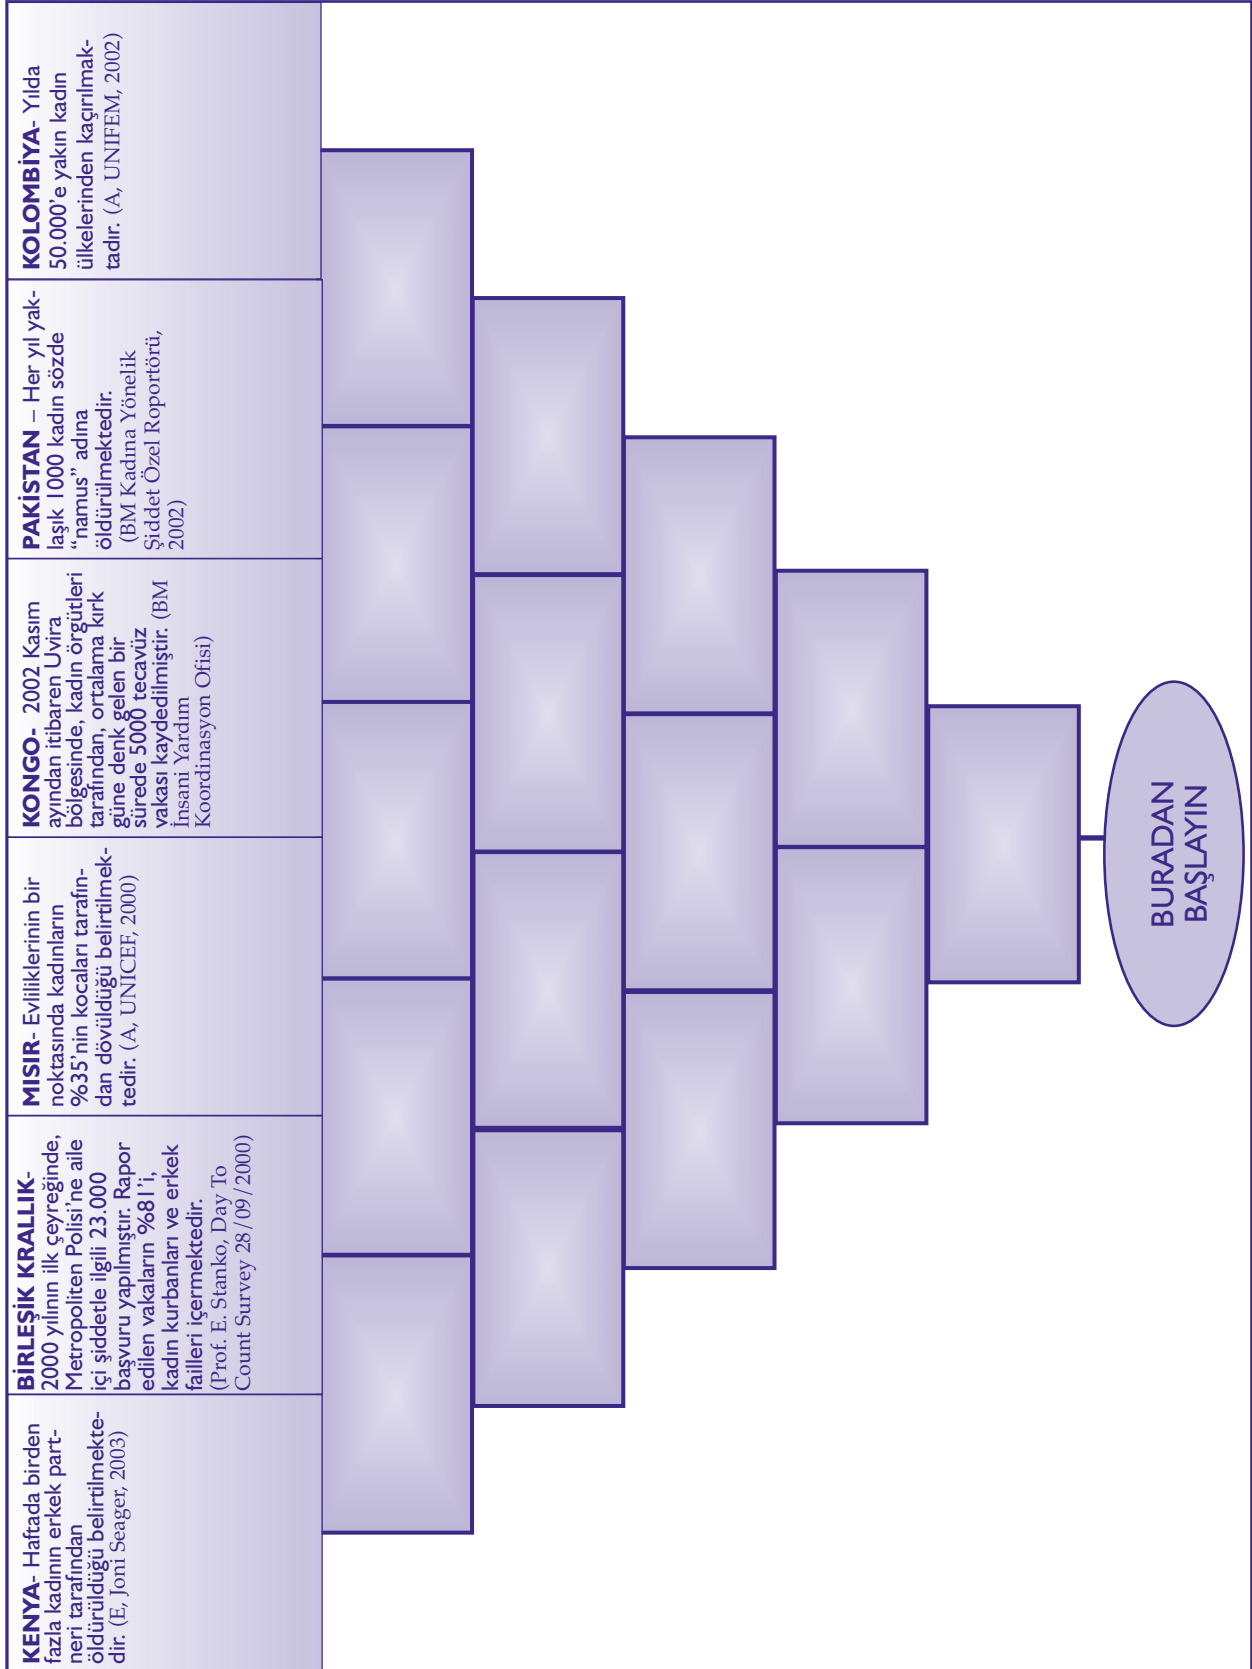 KENYA- Haftada birden
fazla kadının erkek part-
neri tarafından
öldürüldüğü belirtilmekte-
dir. (E, Joni Seager, 2003)
BİRLEŞİK KRALLIK-
2000 yılının ilk çeyreğinde,
Metropoliten Polisi’ne aile
içi şiddetle ilgili 23.000
başvuru yapılmıştır. Rapor
edilen vakaların %81’i,
kadın kurbanları ve erkek
failleri içermektedir.
(Prof. E. Stanko, Day To
Count Survey 28/09/2000)
MISIR- Evliliklerinin bir
noktasında kadınların
%35’nin kocaları tarafın-
dan dövüldüğü belirtilmek-
tedir. (A, UNICEF, 2000)
KONGO- 2002 Kasım
ayından itibaren Uvira
bölgesinde, kadın örgütleri
tarafından, ortalama kırk
güne denk gelen bir
sürede 5000 tecavüz
vakası kaydedilmiştir. (BM
İnsani Yardım
Koordinasyon Ofisi)
PAKİSTAN – Her yıl yak-
laşık 1000 kadın sözde
“namus” adına
öldürülmektedir.
(BM Kadına Yönelik
Şiddet Özel Roportörü,
2002)
KOLOMBİYA- Yılda
50.000’e yakın kadın
ülkelerinden kaçırılmak-
tadır. (A, UNIFEM, 2002)
BURADAN
BAŞLAYIN